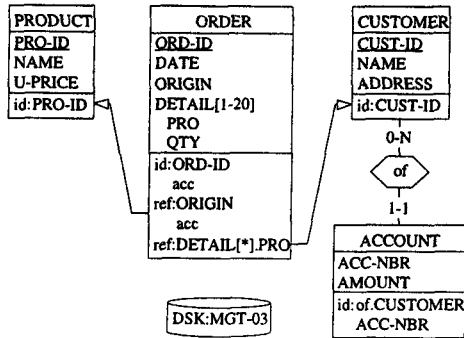 PRODUCT
PRO-ID
NAME
U-PRICE
id:PRO-ID
ORDER
ORD-ID
DATE
ORIGIN
DETAIL[1-20]
PRO
QTY
id:ORD-ID
acc
ref:ORIGIN
acc
ref:DETAIL[*].PRO
CUSTOMER
CUST-ID
NAME
ADDRESS
id:CUST-ID
0-N
of
1-1
ACCOUNT
ACC-NBR
AMOUNT
id:of.CUSTOMER
ACC-NBR
DSK:MGT-03